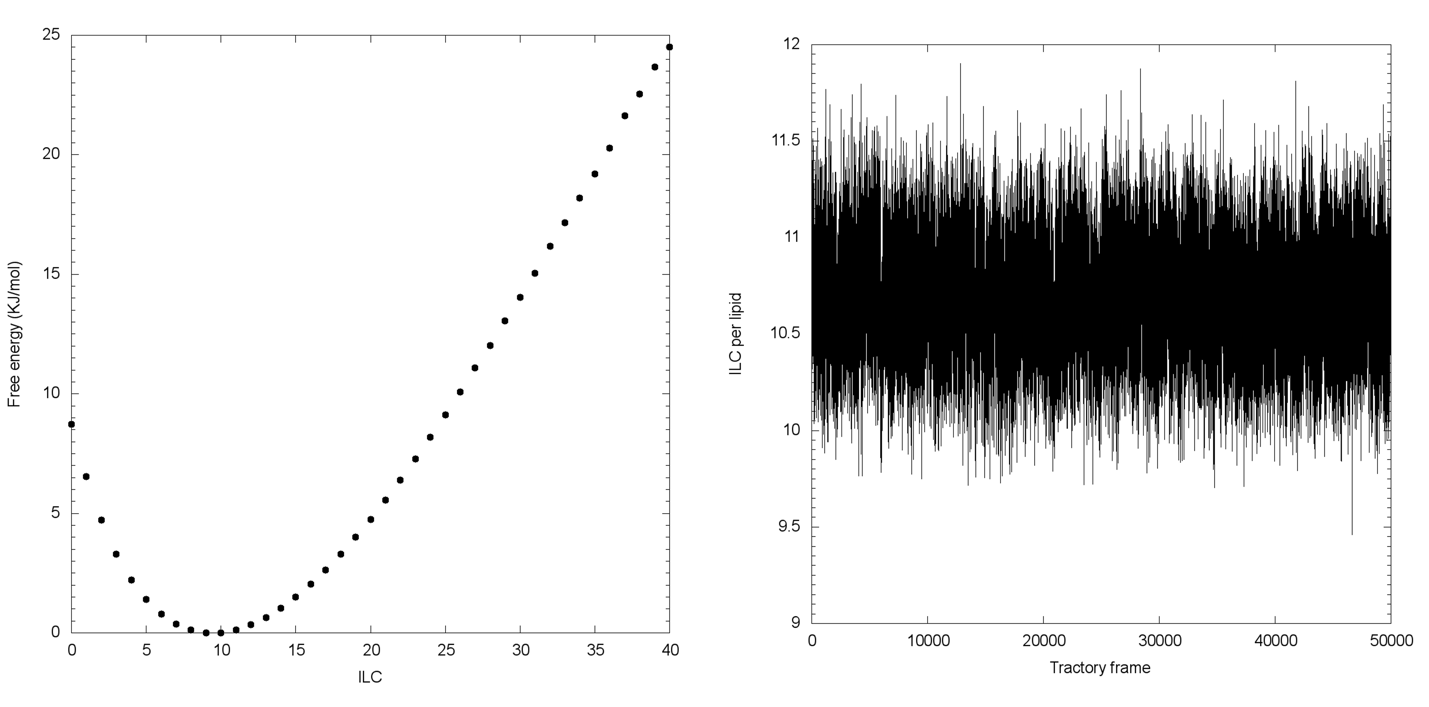 25
20
15
10
5
0
Free energy (KJ/mol)
0 5 10 15 20 25 30 35 40
ILC
12
11.5
11
10.5
10
9.5
9
ILC per lipid
0 10000 20000 30000 40000 50000
Tractory frame